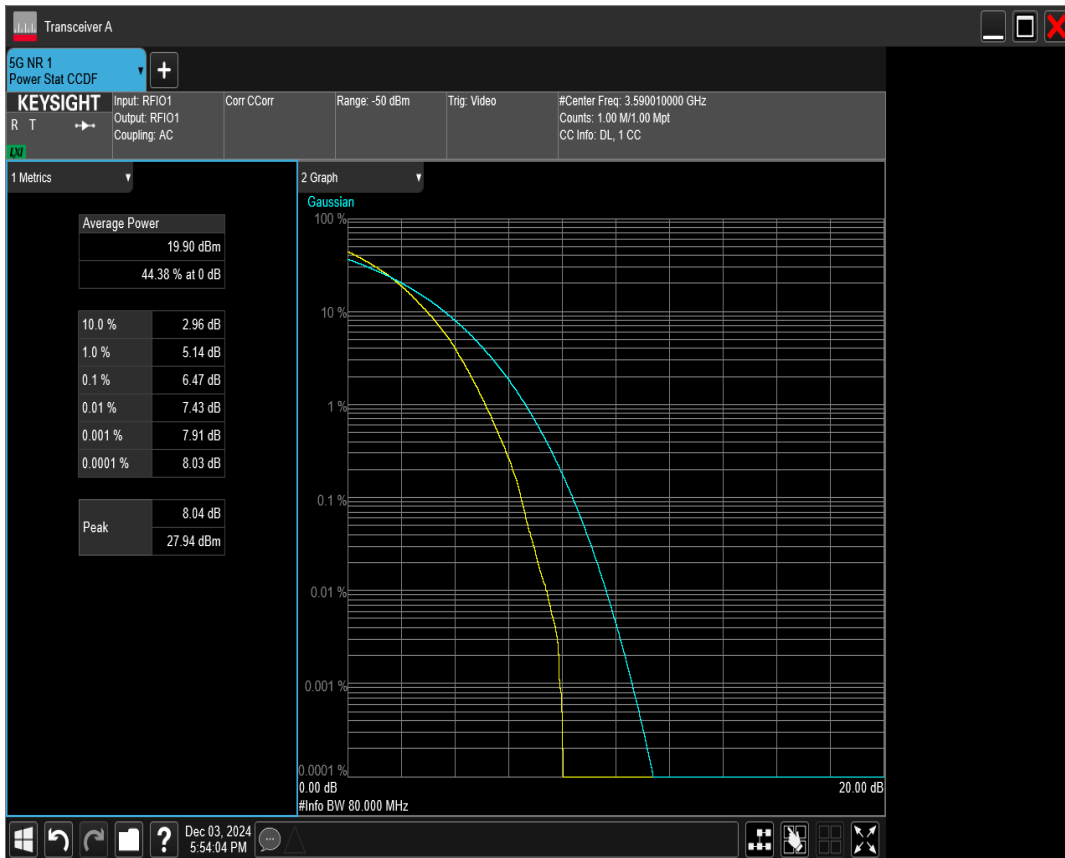 Transceiver A
5G NR 1
Power Stat CCDF
+
KEYSIGHT
R T
LXI
Input: RFIO1
Output: RFIO1
Coupling: AC
Corr CCorr
Range: -50 dBm
Trig: Video
#Center Freq: 3.590010000 GHz
Counts: 1.00 M/1.00 Mpt
CC Info: DL, 1 CC
1 Metrics
Average Power
19.90 dBm
44.38 % at 0 dB
10.0 % 2.96 dB
1.0 % 5.14 dB
0.1 % 6.47 dB
0.01 % 7.43 dB
0.001 % 7.91 dB
0.0001 % 8.03 dB
Peak
8.04 dB
27.94 dBm
2 Graph
Gaussian
100 %
10 %
1 %
0.1 %
0.01 %
0.001 %
0.0001 %
0.00 dB 20.00 dB
#Info BW 80.000 MHz
?
Dec 03, 2024
5:54:04 PM